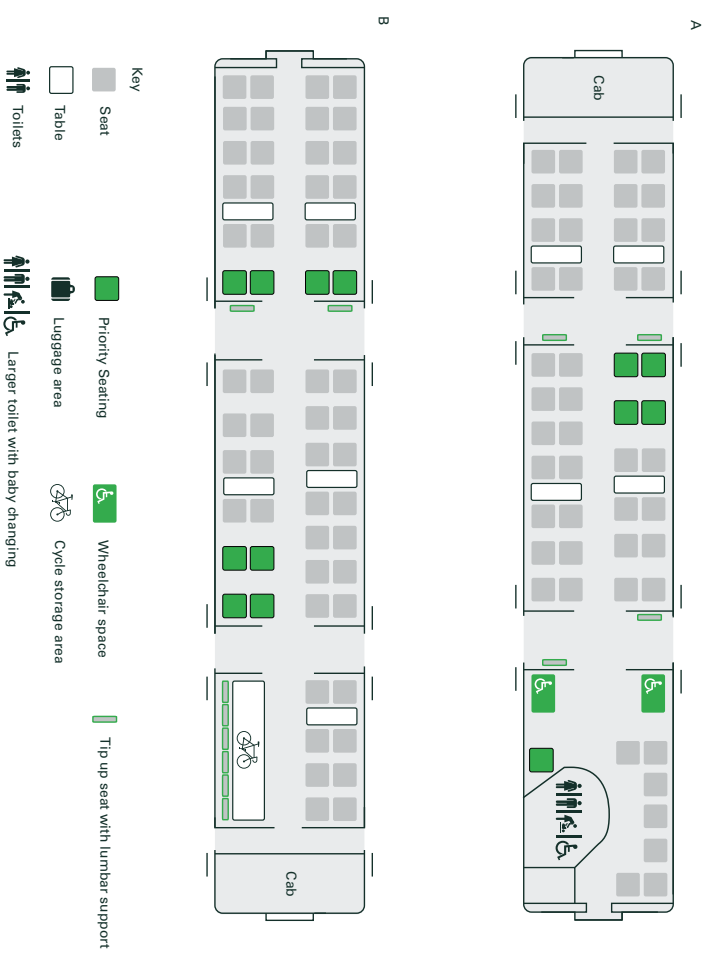 A
Cab
B
Cab
Key
Seat
Priority Seating
Wheelchair space
Tip up seat with lumbar support
Table
Luggage area
Cycle storage area
Toilets
Larger toilet with baby changing